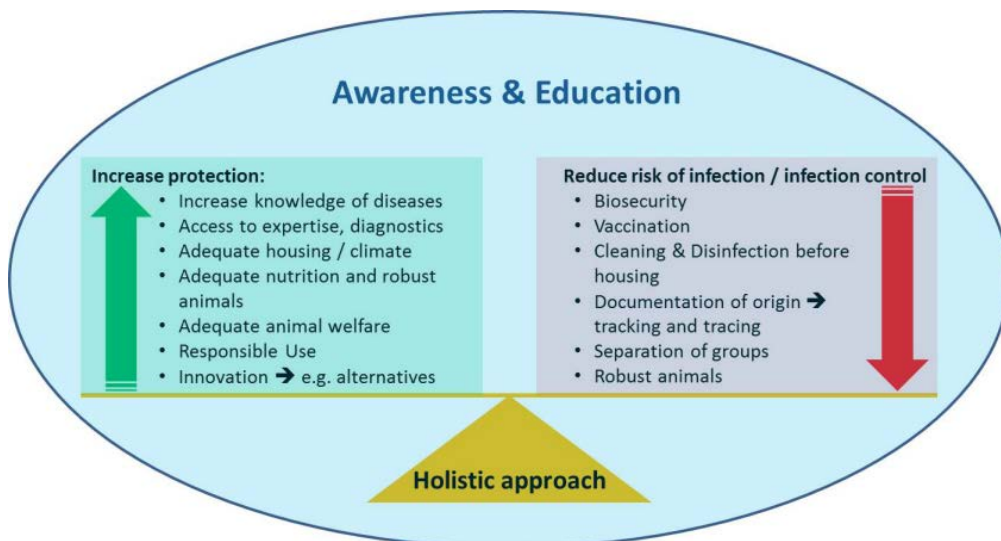 Awareness & Education
Increase protection:
• Increase knowledge of diseases
• Access to expertise, diagnostics
• Adequate housing / climate
• Adequate nutrition and robust
animals
• Adequate animal welfare
• Responsible Use
• Innovation ➔ e.g. alternatives
Reduce risk of infection / infection control
• Biosecurity
• Vaccination
• Cleaning & Disinfection before
housing
• Documentation of origin ➔
tracking and tracing
• Separation of groups
• Robust animals
Holistic approach